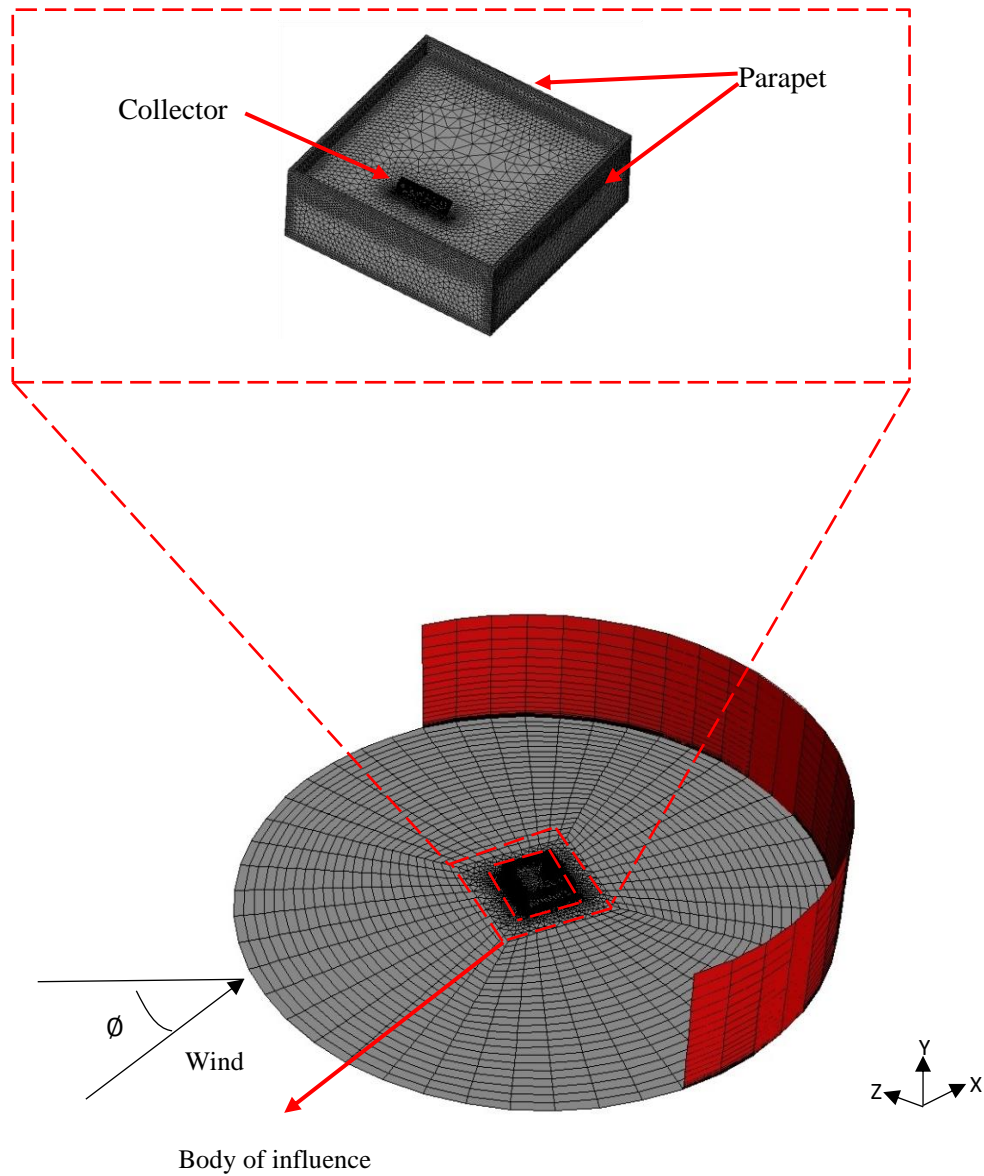 Parapet
Collector
Ø
Wind
Y
Z
X
Body of influence